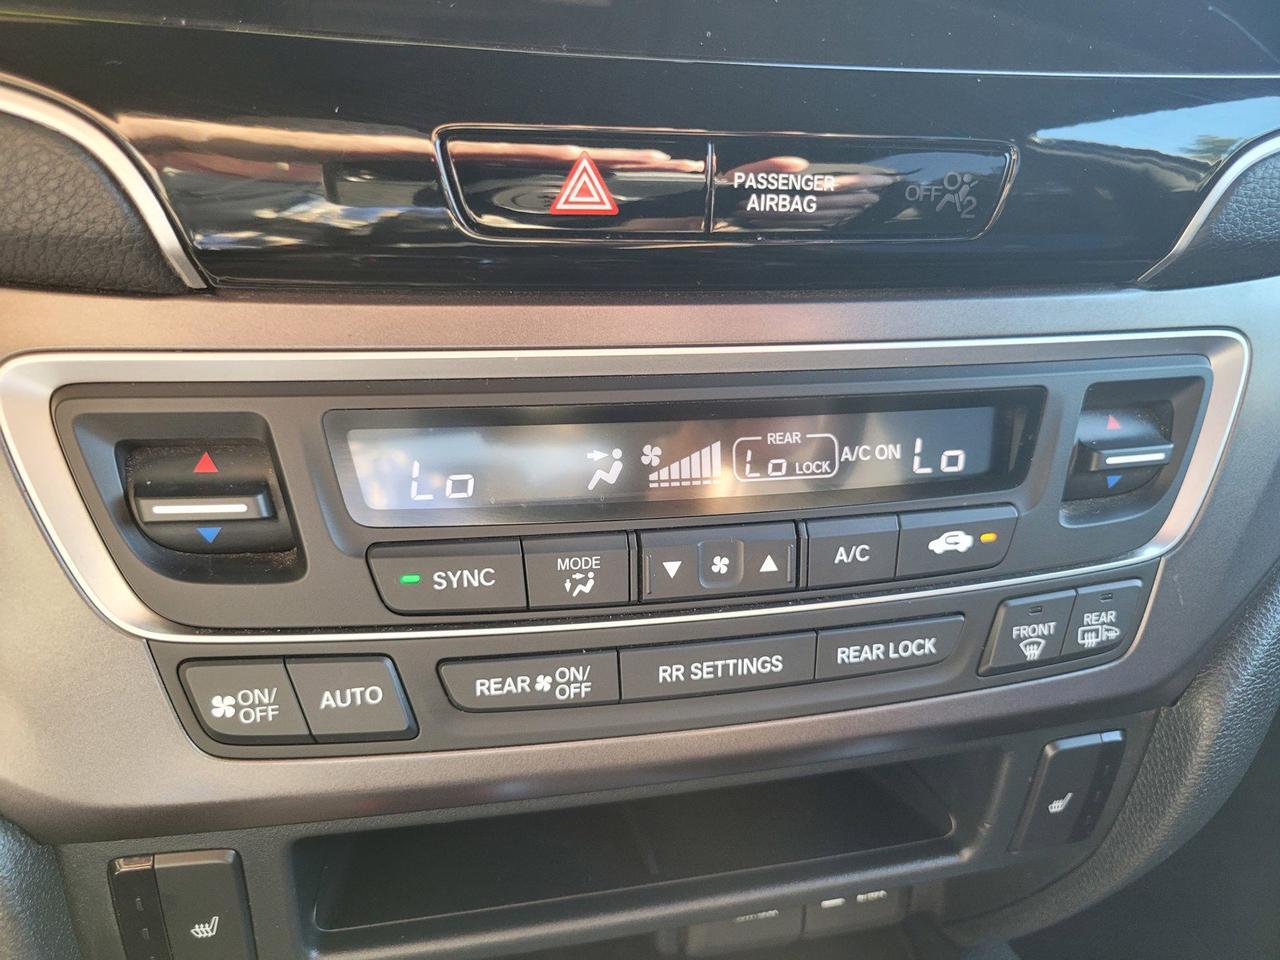 PASSENGER
AIRBAG
OFF
2
Lo
REAR
Lo LOCK
A/C ON
Lo
SYNC
MODE
A/C
ON/
OFF
AUTO
REAR ON/
OFF
RR SETTINGS
REAR LOCK
FRONT
REAR